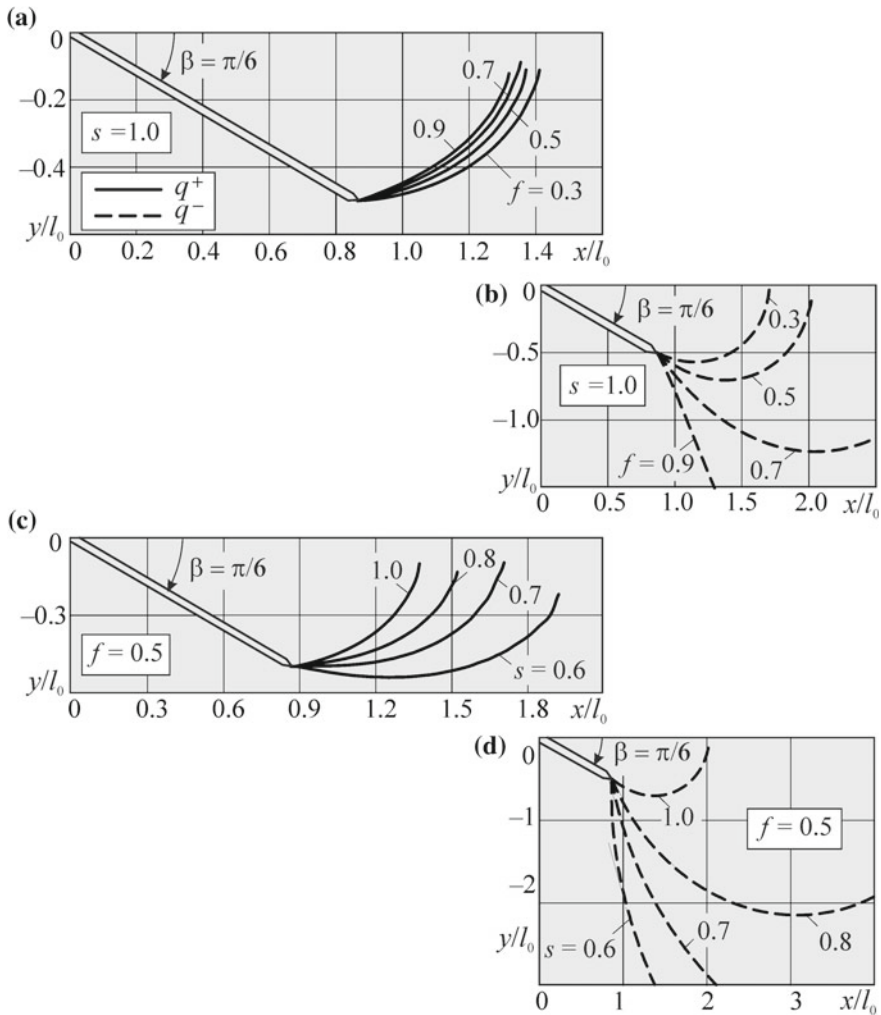 (a)
0
β = π/6
0.7
−0.2
s =1.0
0.9
0.5
−0.4
q⁺
f = 0.3
q⁻
y/l₀
0 0.2 0.4 0.6 0.8 1.0 1.2 1.4 x/l₀
(b)
0
β = π/6
0.3
−0.5
s =1.0
0.5
−1.0
f = 0.9
0.7
y/l₀
0 0.5 1.0 1.5 2.0 x/l₀
(c)
0
β = π/6
1.0
0.8
0.7
−0.3
f = 0.5
s = 0.6
y/l₀
0 0.3 0.6 0.9 1.2 1.5 1.8 x/l₀
(d)
0
β = π/6
1.0
−1
f = 0.5
−2
0.7
0.8
s = 0.6
y/l₀
0 1 2 3 x/l₀